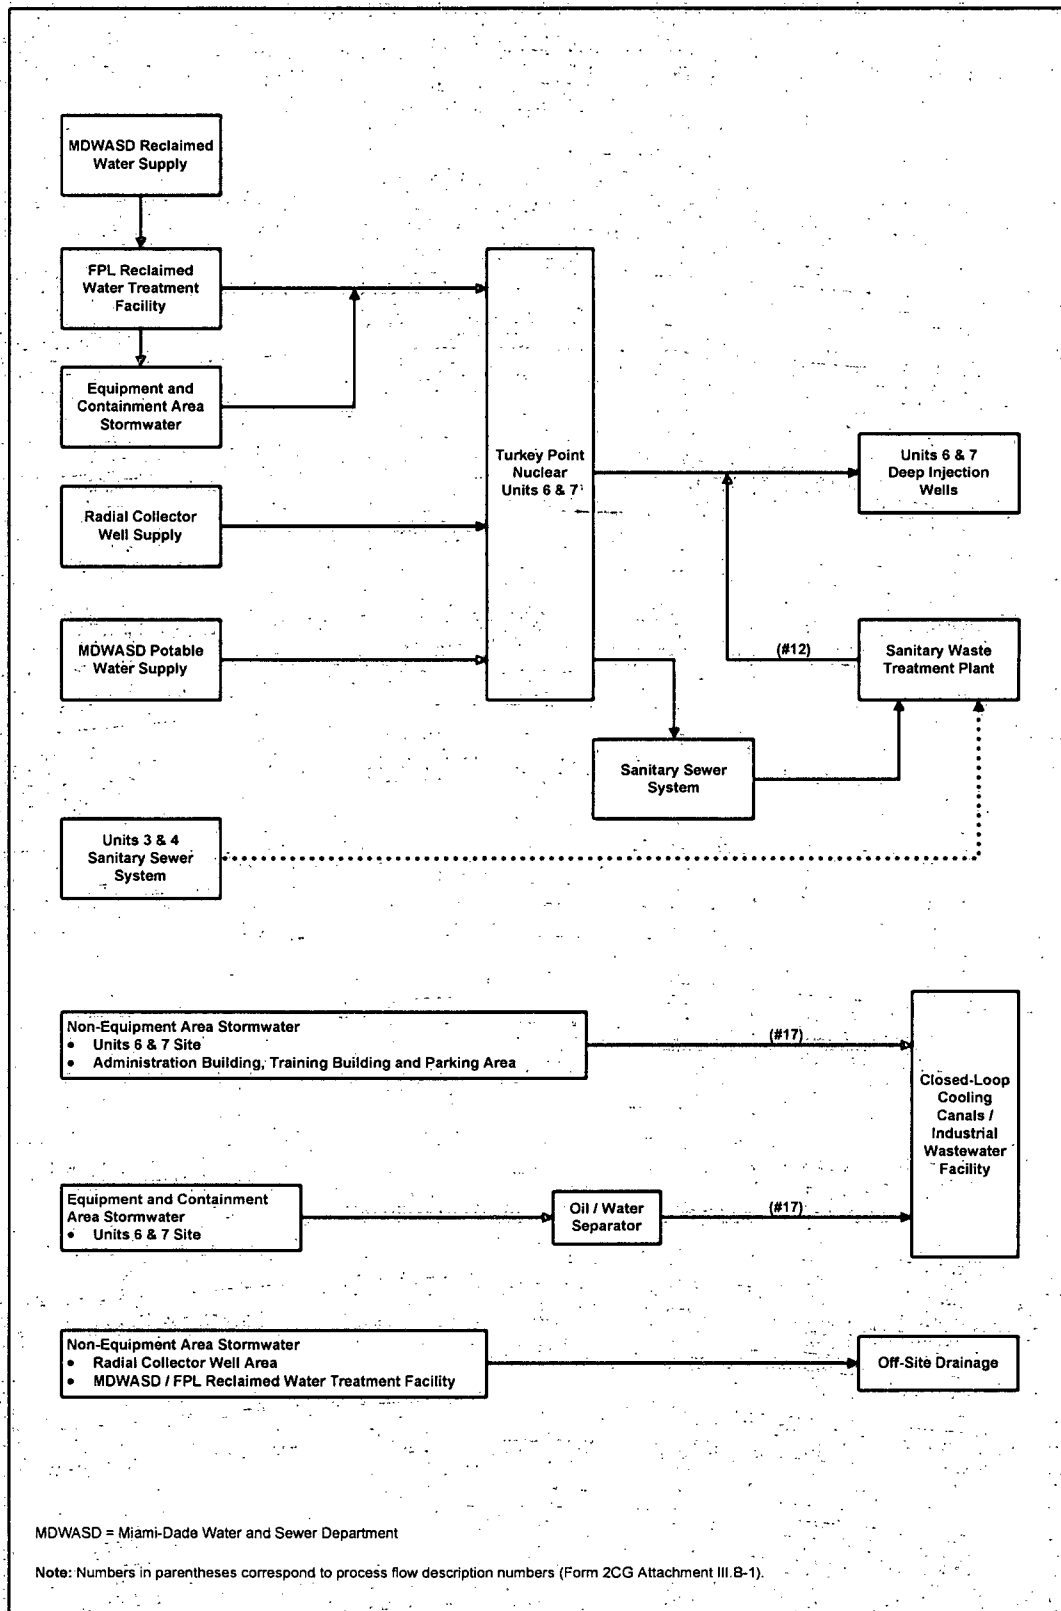 MDWASD Reclaimed
Water Supply
FPL Reclaimed
Water Treatment
Facility
Equipment and
Containment Area
Stormwater
Radial Collector
Well Supply
MDWASD Potable
Water Supply
Turkey Point
Nuclear
Units 6 & 7
Units 6 & 7
Deep Injection
Wells
(#12)
Sanitary Waste
Treatment Plant
Sanitary Sewer
System
Units 3 & 4
Sanitary Sewer
System
Non-Equipment Area Stormwater
• Units 6 & 7 Site
• Administration Building, Training Building and Parking Area
(#17)
Closed-Loop
Cooling
Canals /
Industrial
Wastewater
Facility
Equipment and Containment
Area Stormwater
• Units 6 & 7 Site
Oil / Water
Separator
(#17)
Non-Equipment Area Stormwater
• Radial Collector Well Area
• MDWASD / FPL Reclaimed Water Treatment Facility
Off-Site Drainage
MDWASD = Miami-Dade Water and Sewer Department
Note: Numbers in parentheses correspond to process flow description numbers (Form 2CG Attachment III.B-1).